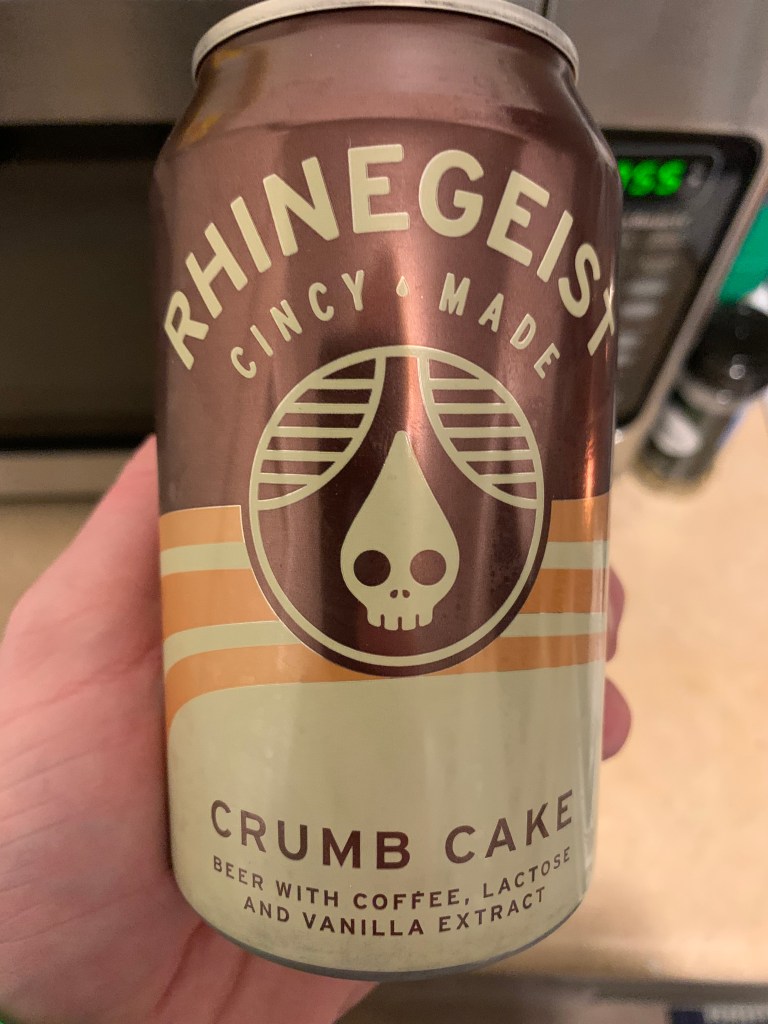 RHINEGEIST
CINCY MADE
CRUMB CAKE
BEER WITH COFFEE, LACTOSE
AND VANILLA EXTRACT